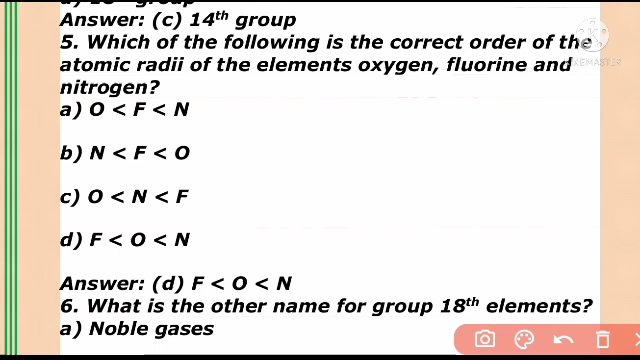 Answer: (c) 14th group
5. Which of the following is the correct order of the
atomic radii of the elements oxygen, fluorine and
nitrogen?
a) O < F < N
b) N < F < O
c) O < N < F
d) F < O < N
Answer: (d) F < O < N
6. What is the other name for group 18th elements?
a) Noble gases